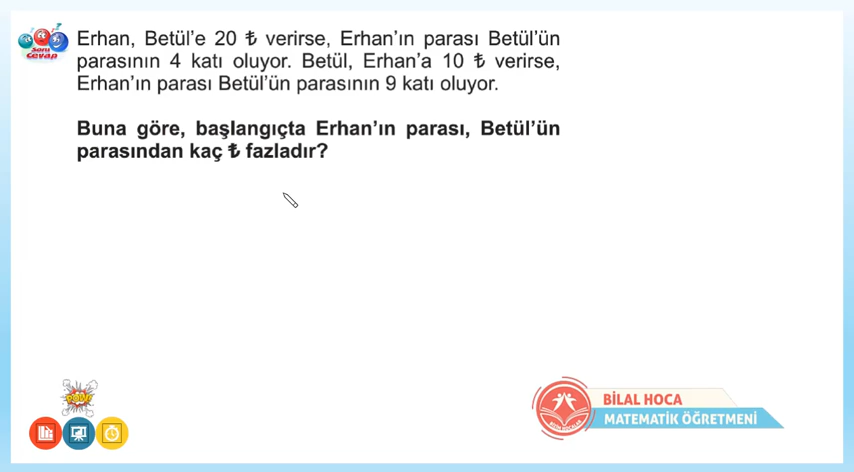 Soru
Cevap
Erhan, Betül’e 20 ₺ verirse, Erhan’ın parası Betül’ün
parasının 4 katı oluyor. Betül, Erhan’a 10 ₺ verirse,
Erhan’ın parası Betül’ün parasının 9 katı oluyor.
Buna göre, başlangıçta Erhan’ın parası, Betül’ün
parasından kaç ₺ fazladır?
POW!
BİLAL HOCA
MATEMATİK ÖĞRETMENİ